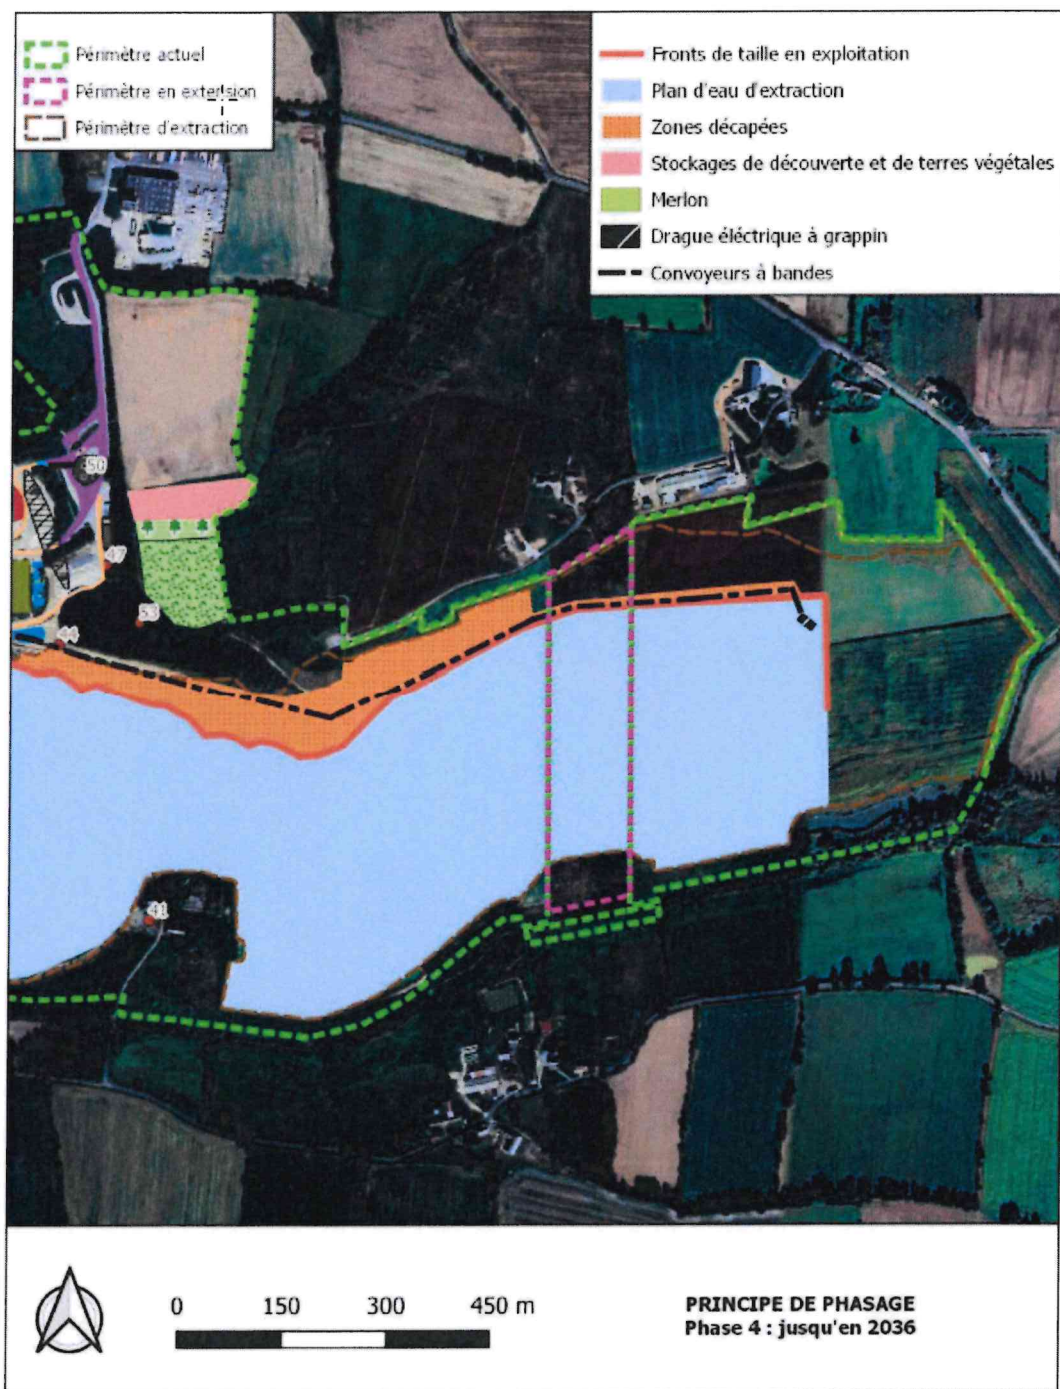 Périmètre actuel
Périmètre en extension
Périmètre d'extraction
Fronts de taille en exploitation
Plan d'eau d'extraction
Zones décapées
Stockages de découverte et de terres végétales
Merlon
Drague éléctrique à grappin
Convoyeurs à bandes
50
47
53
44
41
0 150 300 450 m
PRINCIPE DE PHASAGE
Phase 4 : jusqu'en 2036